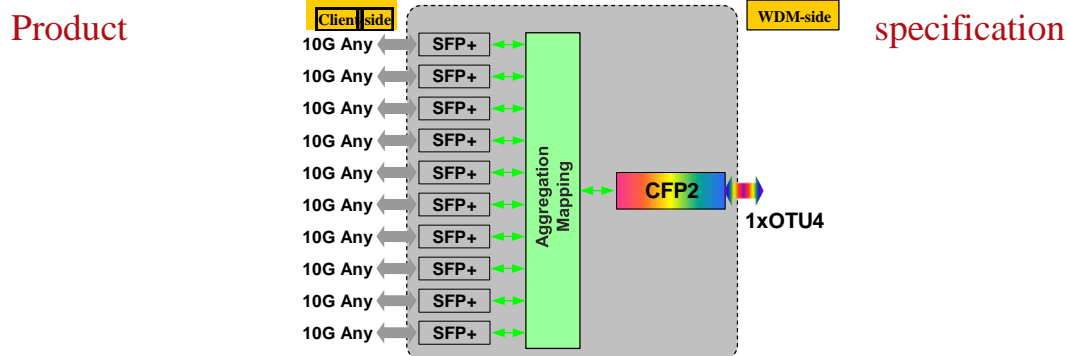 Client-side
WDM-side
Product
specification
10G Any SFP+
10G Any SFP+
10G Any SFP+
10G Any SFP+
10G Any SFP+
10G Any SFP+
10G Any SFP+
10G Any SFP+
10G Any SFP+
10G Any SFP+
Aggregation
Mapping
CFP2
1xOTU4